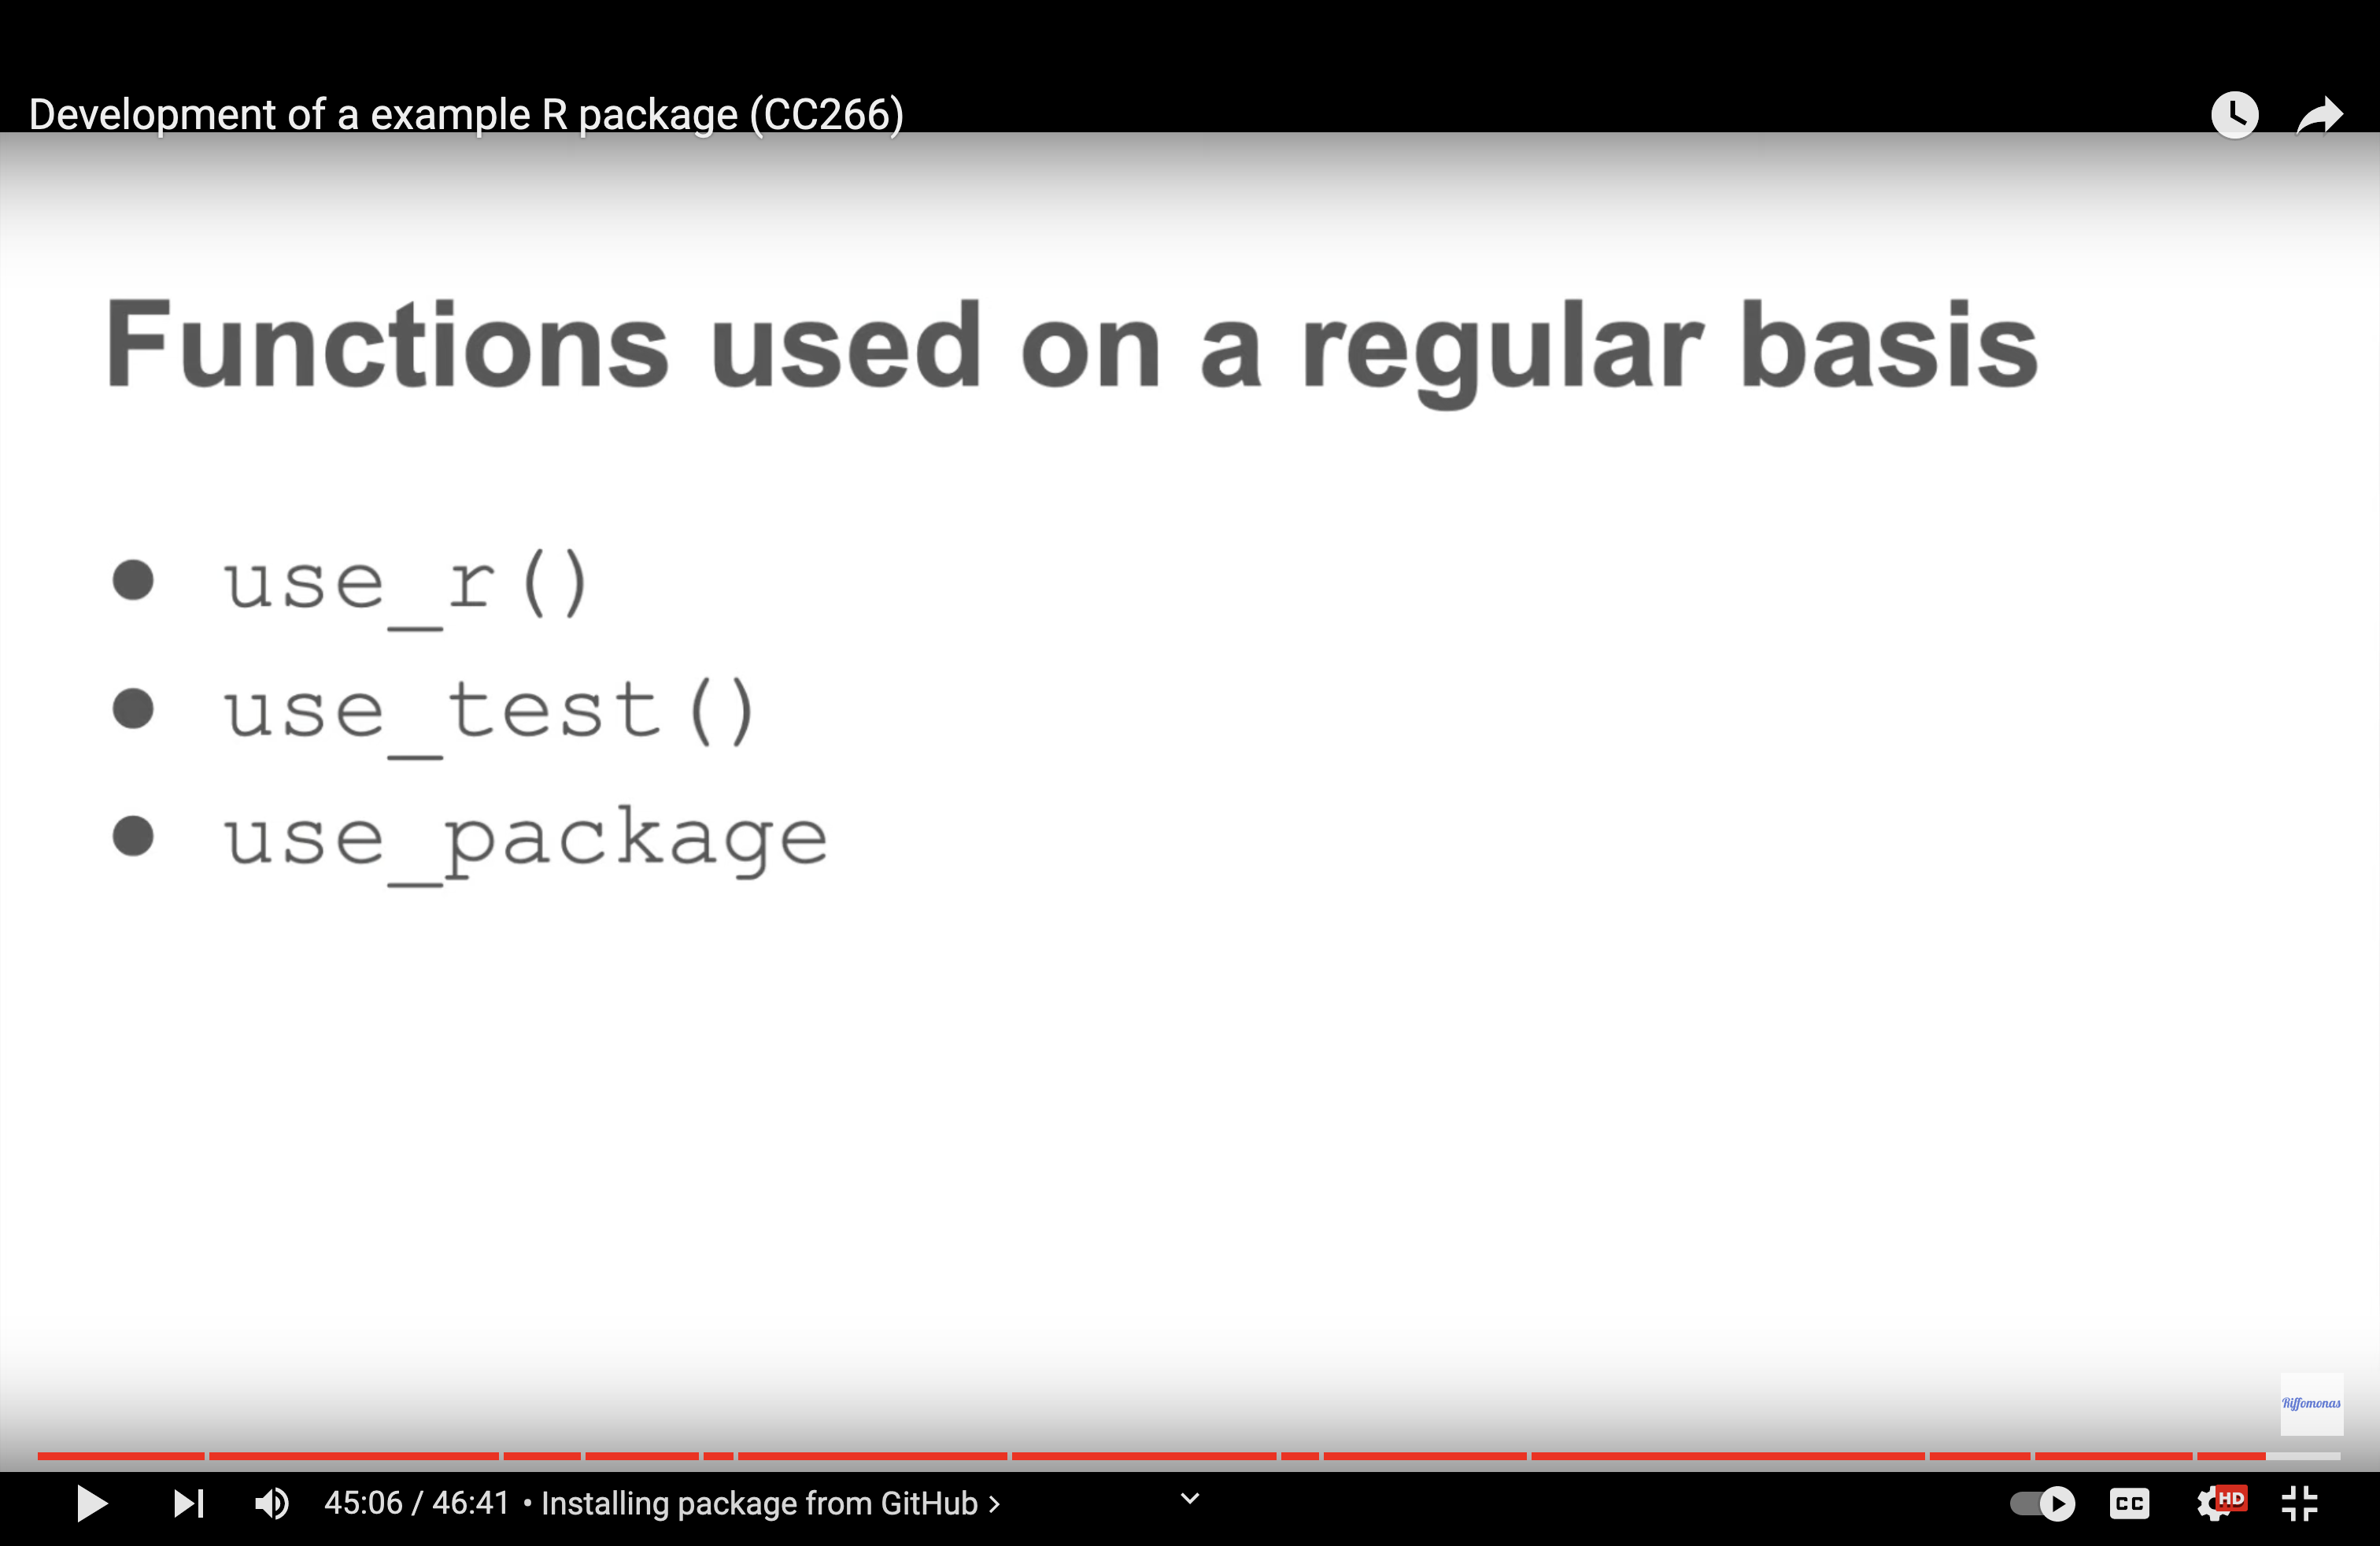 Development of a example R package (CC266)
Functions used on a regular basis
● use_r()
● use_test()
● use_package
Riffomonas
45:06 / 46:41 • Installing package from GitHub >
CC
HD